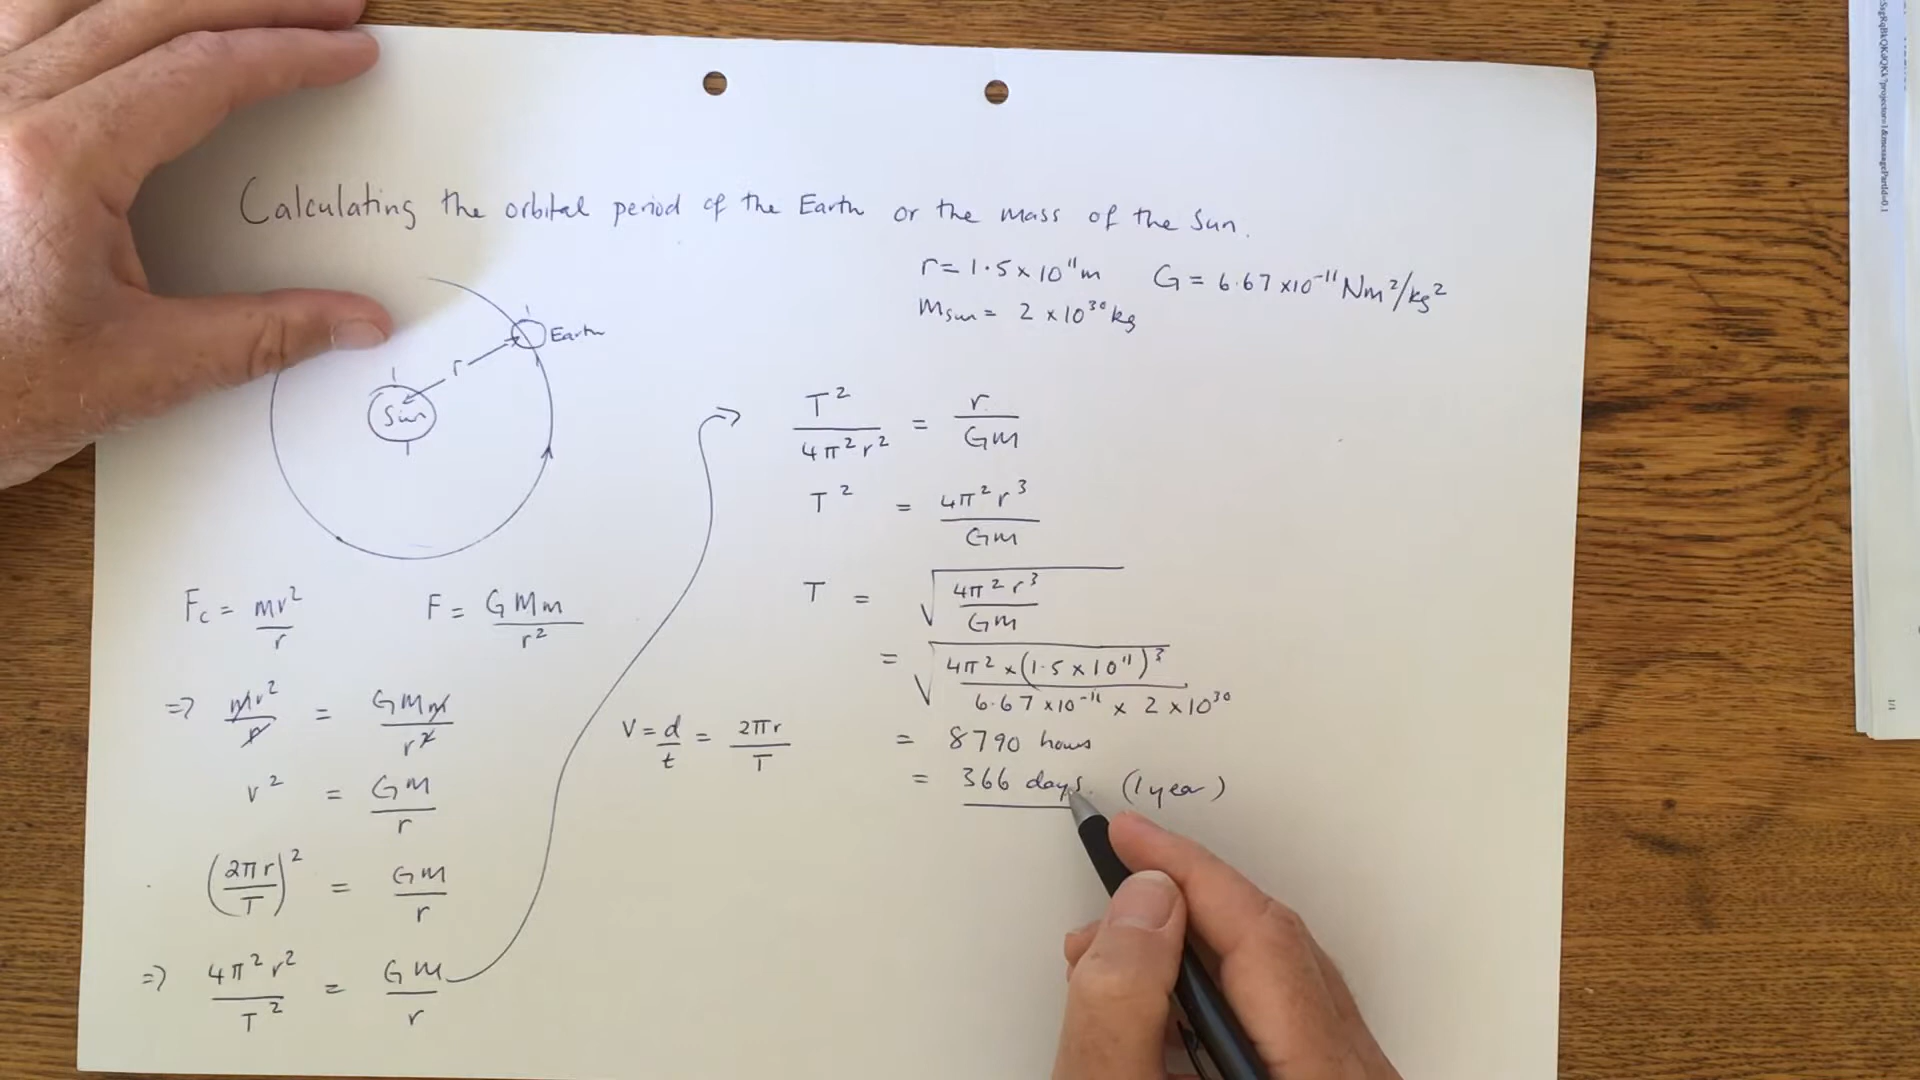 Calculating the orbital period of the Earth or the mass of the Sun.
r = 1.5 × 10¹¹ m G = 6.67 × 10⁻¹¹ Nm²/kg²
Msun = 2 × 10³⁰ kg
Earth
r
Sun
Fc = mv²/r F = GMm/r²
=> mv²/r = GMm/r²
v² = GM/r
(2πr/T)² = GM/r
=> 4π²r²/T² = GM/r
V = d/t = 2πr/T
T²/4π²r² = r/GM
T² = 4π²r³/GM
T = √(4π²r³/GM)
= √(4π² × (1.5 × 10¹¹)³/6.67 × 10⁻¹¹ × 2 × 10³⁰)
= 8790 hours
= 366 days. (1 year)
1/1